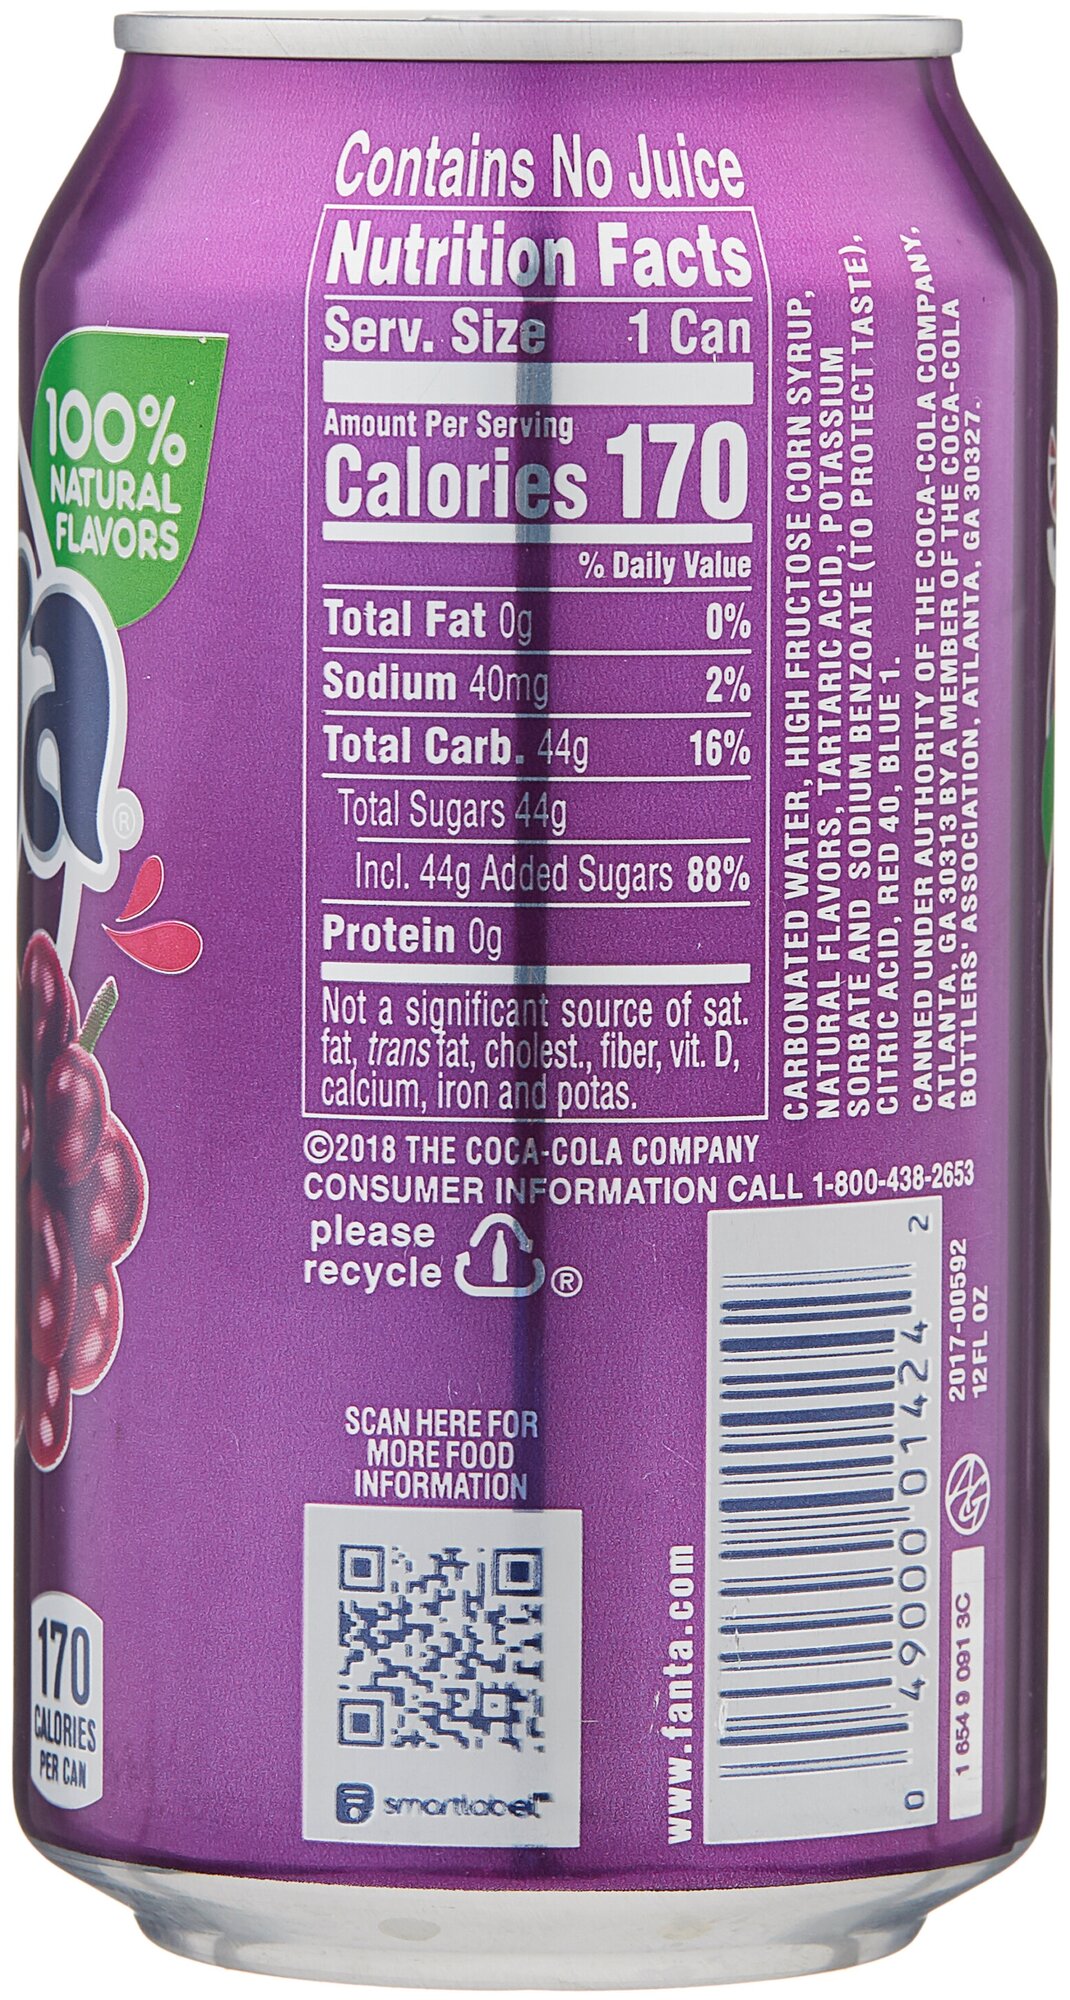 Contains No Juice
Nutrition Facts
Serv. Size 1 Can
Amount Per Serving
Calories 170
% Daily Value
Total Fat 0g 0%
Sodium 40mg 2%
Total Carb. 44g 16%
Total Sugars 44g
Incl. 44g Added Sugars 88%
Protein 0g
Not a significant source of sat.
fat, trans fat, cholest., fiber, vit. D,
calcium, iron and potas.
©2018 THE COCA-COLA COMPANY
CONSUMER INFORMATION CALL 1-800-438-2653
please
recycle ®
SCAN HERE FOR
MORE FOOD
INFORMATION
smartlabel™
www.fanta.com
CARBONATED WATER, HIGH FRUCTOSE CORN SYRUP,
NATURAL FLAVORS, TARTARIC ACID, POTASSIUM
SORBATE AND SODIUM BENZOATE (TO PROTECT TASTE),
CITRIC ACID, RED 40, BLUE 1.
CANNED UNDER AUTHORITY OF THE COCA-COLA COMPANY,
ATLANTA, GA 30313 BY A MEMBER OF THE COCA-COLA
BOTTLERS' ASSOCIATION, ATLANTA, GA 30327.
0 49000 01424 2
2017-00592
12 FL OZ
1 654 9 091 3C
100%
NATURAL
FLAVORS
®
170
CALORIES
PER CAN